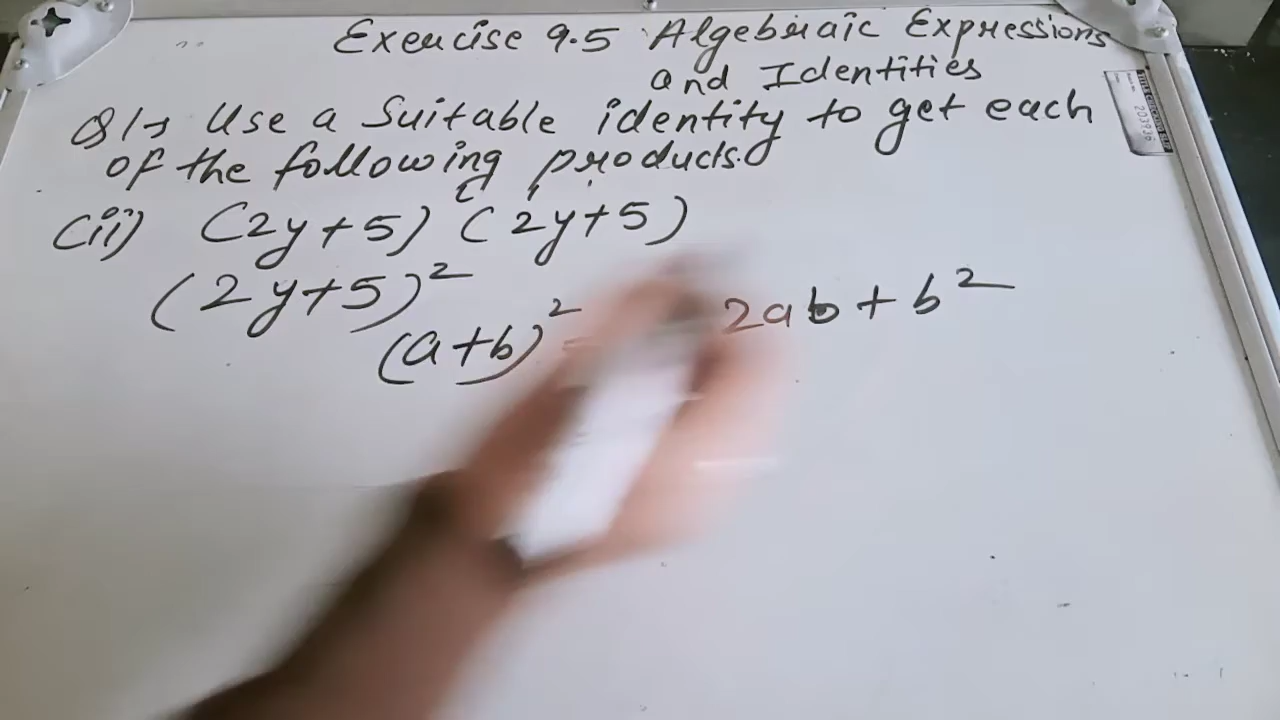 Exercise 9.5 Algebraic Expressions
and Identities
Q1→ Use a Suitable identity to get each
of the following products.
(ii) (2y+5) (2y+5)
(2y+5)²
(a+b)² = 2ab + b²